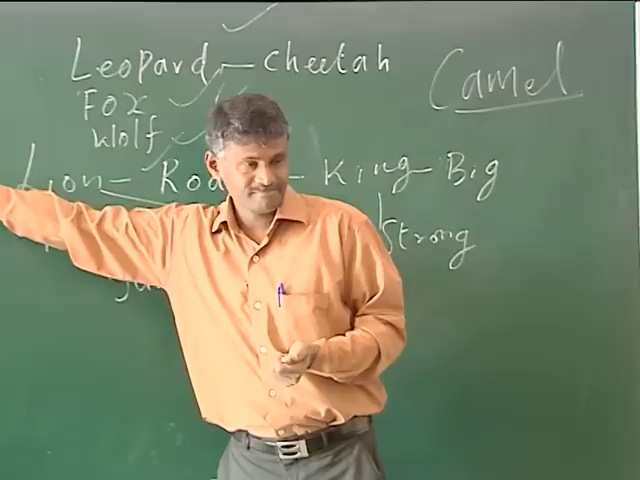 Leopard - cheetah
Fox
Wolf
Camel
Lion - Roa - King - Big
Strong